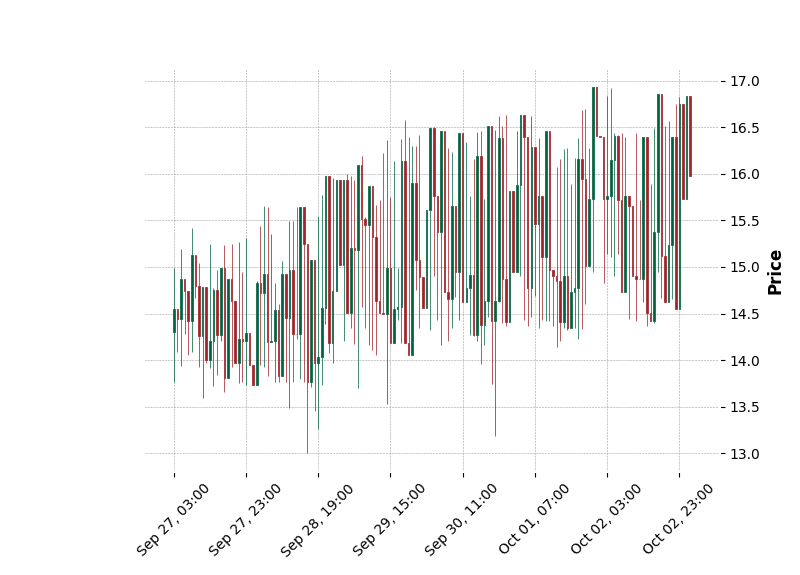 17.0
16.5
16.0
15.5
15.0
14.5
14.0
13.5
13.0
Price
Sep 27, 03:00
Sep 27, 23:00
Sep 28, 19:00
Sep 29, 15:00
Sep 30, 11:00
Oct 01, 07:00
Oct 02, 03:00
Oct 02, 23:00